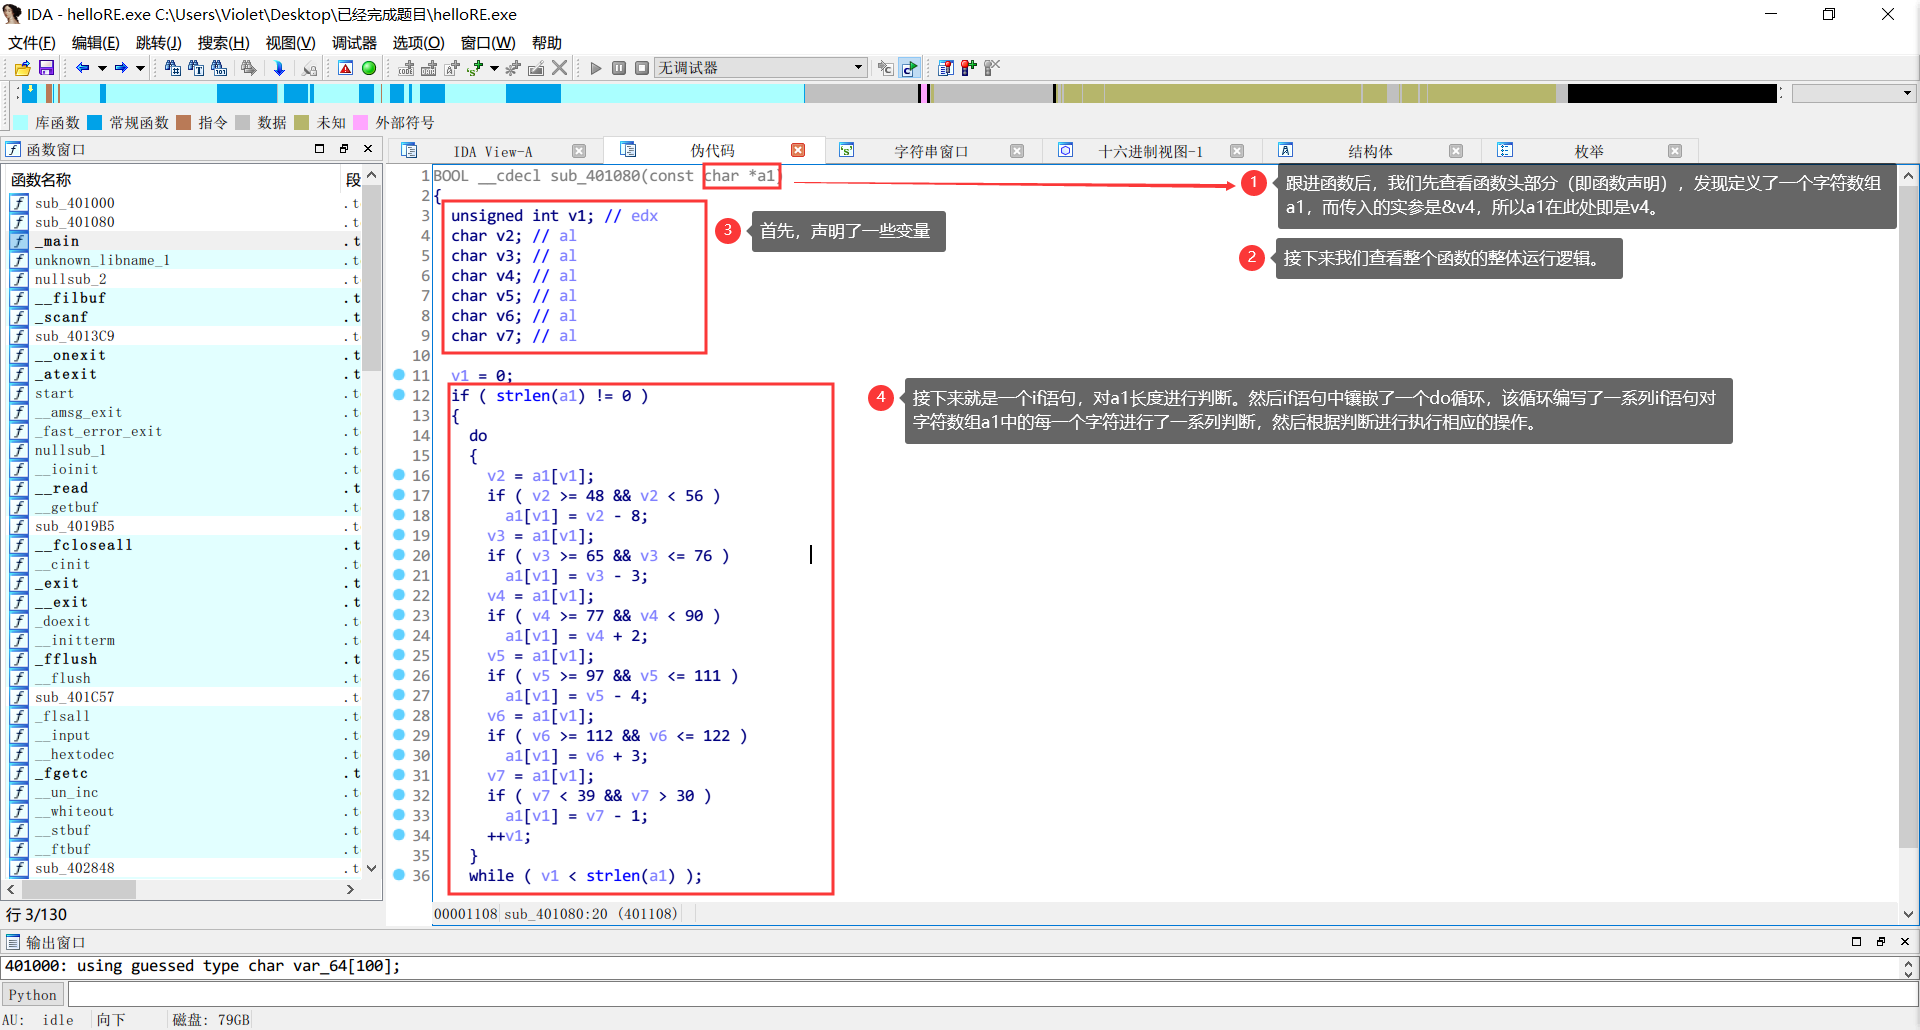 IDA - helloRE.exe C:\Users\Violet\Desktop\已经完成题目\helloRE.exe
文件(F) 编辑(E) 跳转(J) 搜索(H) 视图(V) 调试器 选项(O) 窗口(W) 帮助
无调试器
库函数 常规函数 指令 数据 未知 外部符号
函数窗口
函数名称 段
sub_401000 .t
sub_401080 .t
_main .t
unknown_libname_1 .t
nullsub_2 .t
__filbuf .t
_scanf .t
sub_4013C9 .t
__onexit .t
_atexit .t
start .t
__amsg_exit .t
_fast_error_exit .t
nullsub_1 .t
__ioinit .t
__read .t
__getbuf .t
sub_4019B5 .t
__fcloseall .t
__cinit .t
_exit .t
__exit .t
_doexit .t
__initterm .t
_fflush .t
__flush .t
sub_401C57 .t
_flsall .t
__input .t
__hextodec .t
_fgetc .t
__un_inc .t
__whiteout .t
__stbuf .t
__ftbuf .t
sub_402848 .t
行 3/130
IDA View-A 伪代码 字符串窗口 十六进制视图-1 结构体 枚举
1 BOOL __cdecl sub_401080(const char *a1)
2 {
3 unsigned int v1; // edx
4 char v2; // al
5 char v3; // al
6 char v4; // al
7 char v5; // al
8 char v6; // al
9 char v7; // al
10
11 v1 = 0;
12 if ( strlen(a1) != 0 )
13 {
14 do
15 {
16 v2 = a1[v1];
17 if ( v2 >= 48 && v2 < 56 )
18 a1[v1] = v2 - 8;
19 v3 = a1[v1];
20 if ( v3 >= 65 && v3 <= 76 )
21 a1[v1] = v3 - 3;
22 v4 = a1[v1];
23 if ( v4 >= 77 && v4 < 90 )
24 a1[v1] = v4 + 2;
25 v5 = a1[v1];
26 if ( v5 >= 97 && v5 <= 111 )
27 a1[v1] = v5 - 4;
28 v6 = a1[v1];
29 if ( v6 >= 112 && v6 <= 122 )
30 a1[v1] = v6 + 3;
31 v7 = a1[v1];
32 if ( v7 < 39 && v7 > 30 )
33 a1[v1] = v7 - 1;
34 ++v1;
35 }
36 while ( v1 < strlen(a1) );
1 跟进函数后，我们先查看函数头部分（即函数声明），发现定义了一个字符数组
a1，而传入的实参是&v4，所以a1在此处即是v4。
2 接下来我们查看整个函数的整体运行逻辑。
3 首先，声明了一些变量
4 接下来就是一个if语句，对a1长度进行判断。然后if语句中镶嵌了一个do循环，该循环编写了一系列if语句对
字符数组a1中的每一个字符进行了一系列判断，然后根据判断进行执行相应的操作。
00001108 sub_401080:20 (401108)
输出窗口
401000: using guessed type char var_64[100];
Python
AU: idle 向下 磁盘: 79GB